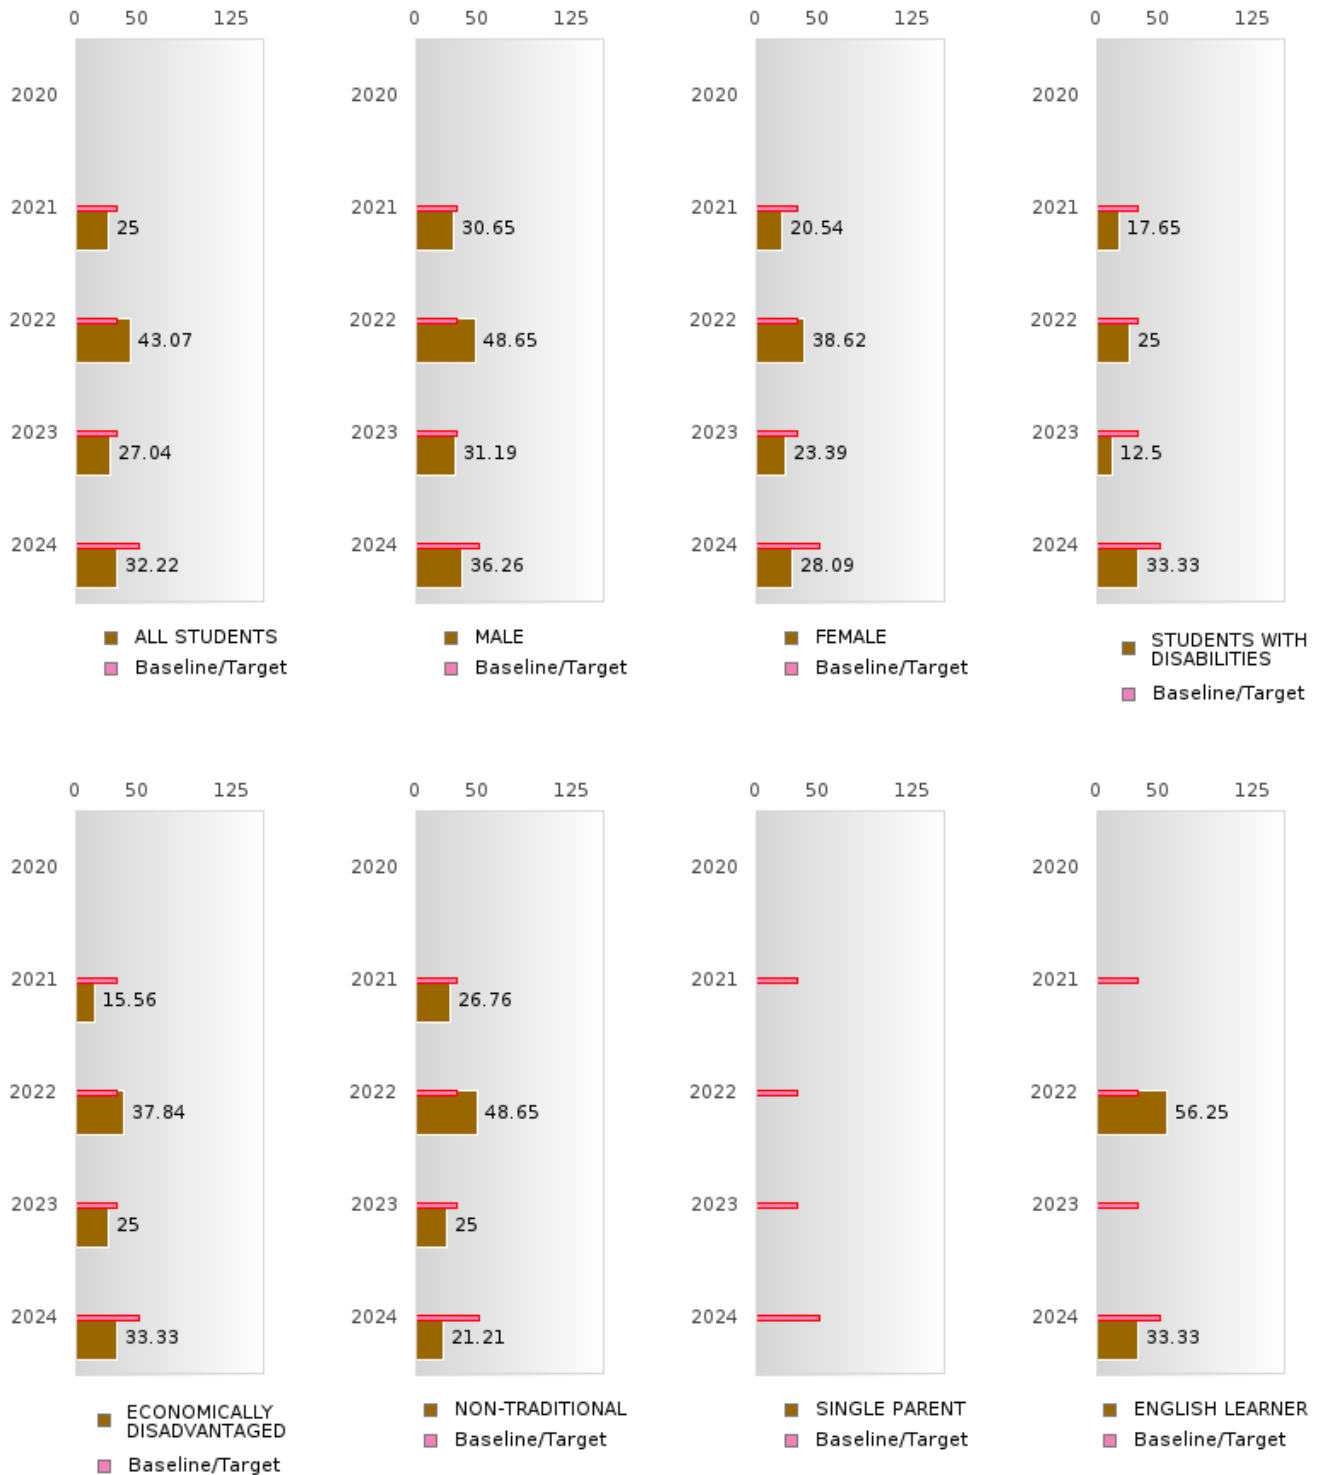 0 50 125 0 50 125 0 50 125 0 50 125
2020 2020 2020 2020
2021 2021 2021 2021
25 30.65 20.54 17.65
2022 2022 2022 2022
43.07 48.65 38.62 25
2023 2023 2023 2023
27.04 31.19 23.39 12.5
2024 2024 2024 2024
32.22 36.26 28.09 33.33
ALL STUDENTS MALE FEMALE STUDENTS WITH
DISABILITIES
Baseline/Target Baseline/Target Baseline/Target
Baseline/Target
0 50 125 0 50 125 0 50 125 0 50 125
2020 2020 2020 2020
2021 2021 2021 2021
15.56 26.76
2022 2022 2022 2022
37.84 48.65 56.25
2023 2023 2023 2023
25 25
2024 2024 2024 2024
33.33 21.21 33.33
ECONOMICALLY NON-TRADITIONAL SINGLE PARENT ENGLISH LEARNER
DISADVANTAGED
Baseline/Target Baseline/Target Baseline/Target
Baseline/Target